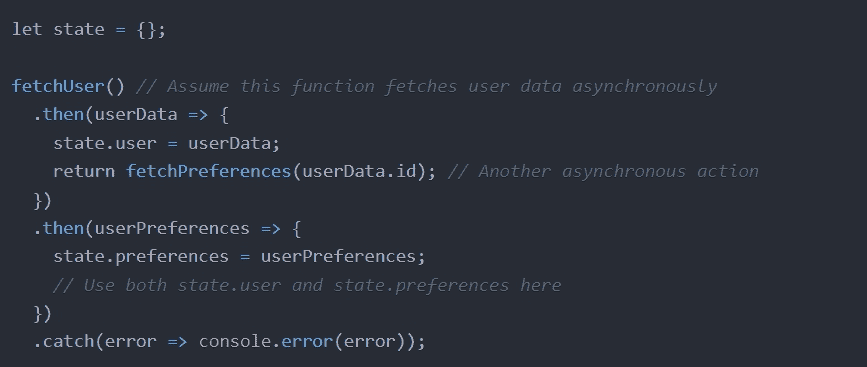 let state = {};
fetchUser() // Assume this function fetches user data asynchronously
.then(userData => {
state.user = userData;
return fetchPreferences(userData.id); // Another asynchronous action
})
.then(userPreferences => {
state.preferences = userPreferences;
// Use both state.user and state.preferences here
})
.catch(error => console.error(error));